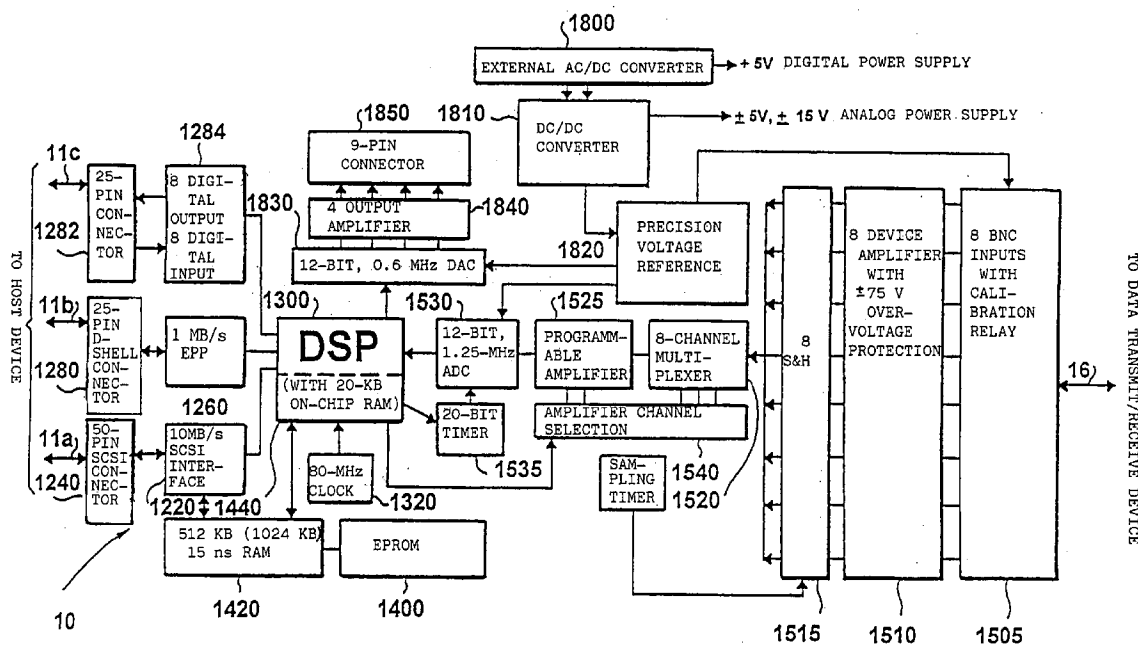 1800
EXTERNAL AC/DC CONVERTER
+5V DIGITAL POWER SUPPLY
1810
DC/DC
CONVERTER
±5V, ± 15 V ANALOG POWER SUPPLY
1850
9-PIN
CONNECTOR
1284
11c
25-
PIN
CON-
NEC-
TOR
1282
8 DIGI-
TAL
OUTPUT
8 DIGI-
TAL
INPUT
1830
4 OUTPUT
AMPLIFIER
1840
12-BIT, 0.6 MHz DAC
1820
PRECISION
VOLTAGE
REFERENCE
TO HOST DEVICE
11b
25-
PIN
D-
SHELL
CON-
NEC-
TOR
1280
1 MB/s
EPP
1260
1300
DSP
(WITH 20-KB
ON-CHIP RAM)
1530
12-BIT,
1.25-MHz
ADC
1525
PROGRAMM-
ABLE
AMPLIFIER
8-CHANNEL
MULTI-
PLEXER
20-BIT
TIMER
1535
AMPLIFIER CHANNEL
SELECTION
1540
1520
SAM-
PLING
TIMER
11a
50-
PIN
SCSI
CON-
NEC-
TOR
1240
10MB/s
SCSI
INTER-
FACE
1220
1440
80-MHz
CLOCK
1320
512 KB (1024 KB)
15 ns RAM
EPROM
1420
1400
10
8
S&H
8 DEVICE
AMPLIFIER
WITH
±75 V
OVER-
VOLTAGE
PROTECTION
8 BNC
INPUTS
WITH
CALI-
BRATION
RELAY
16
TO DATA TRANSMIT/RECEIVE DEVICE
1515
1510
1505